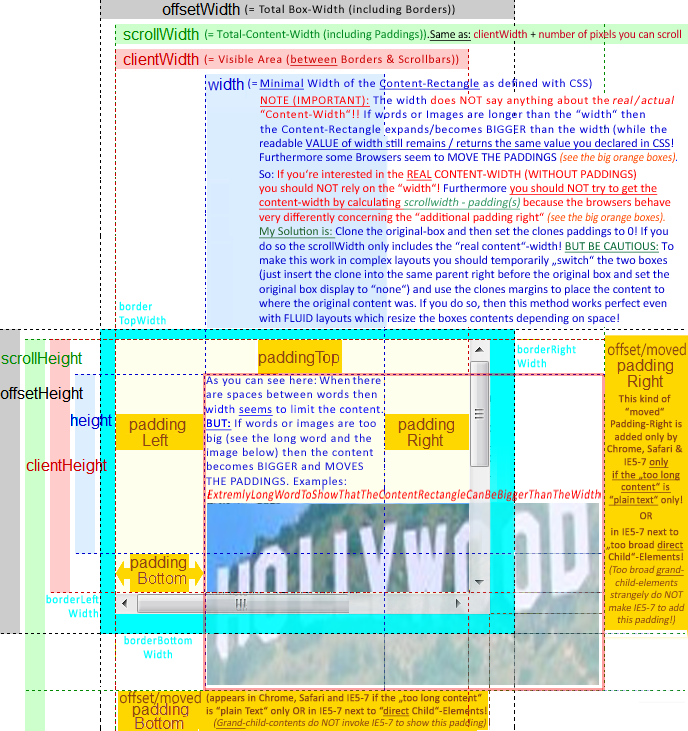 offsetWidth (= Total Box-Width (including Borders))
scrollWidth (= Total-Content-Width (including Paddings)).Same as: clientWidth + number of pixels you can scroll
clientWidth (= Visible Area (between Borders & Scrollbars))
width (= Minimal Width of the Content-Rectangle as defined with CSS)
NOTE (IMPORTANT): The width does NOT say anything about the real/actual
“Content-Width“!! If words or Images are longer than the “width“ then
the Content-Rectangle expands/becomes BIGGER than the width (while the
readable VALUE of width still remains / returns the same value you declared in CSS!
Furthermore some Browsers seem to MOVE THE PADDINGS (see the big orange boxes).
So: If you‘re interested in the REAL CONTENT-WIDTH (WITHOUT PADDINGS)
you should NOT rely on the “width“! Furthermore you should NOT try to get the
content-width by calculating scrollwidth - padding(s) because the browsers behave
very differently concerning the “additional padding right“ (see the big orange boxes).
My Solution is: Clone the original-box and then set the clones paddings to 0! If you
do so the scrollWidth only includes the “real content“-width! BUT BE CAUTIOUS: To
make this work in complex layouts you should temporarily „switch“ the two boxes
(just insert the clone into the same parent right before the original box and set the
original box display to “none“) and use the clones margins to place the content to
where the original content was. If you do so, then this method works perfect even
with FLUID layouts which resize the boxes contents depending on space!
border
TopWidth
scrollHeight
offsetHeight
height
clientHeight
borderLeft
Width
paddingTop
borderRight
Width
padding
Left
As you can see here: When there
are spaces between words then
width seems to limit the content.
BUT: If words or images are too
big (see the long word and the
image below) then the content
becomes BIGGER and MOVES
THE PADDINGS. Examples:
ExtremlyLongWordToShowThatTheContentRectangleCanBeBiggerThanTheWidth
padding
Right
HOLLYWOOD
padding
Bottom
borderBottom
Width
offset/moved
padding
Right
This kind of
“moved“
Padding-Right is
added only by
Chrome, Safari &
IE5-7 only
if the „too long
content“ is
“plain text“ only!
OR
in IE5-7 next to
„too broad direct
Child“-Elements!
(Too broad grand-
child-elements
strangely do NOT
make IE5-7 to add
this padding!)
offset/moved
padding
Bottom
(appears in Chrome, Safari and IE5-7 if the „too long content“
is “plain Text“ only OR in IE5-7 next to “direct Child“-Elements!
(Grand-child-contents do NOT invoke IE5-7 to show this padding)